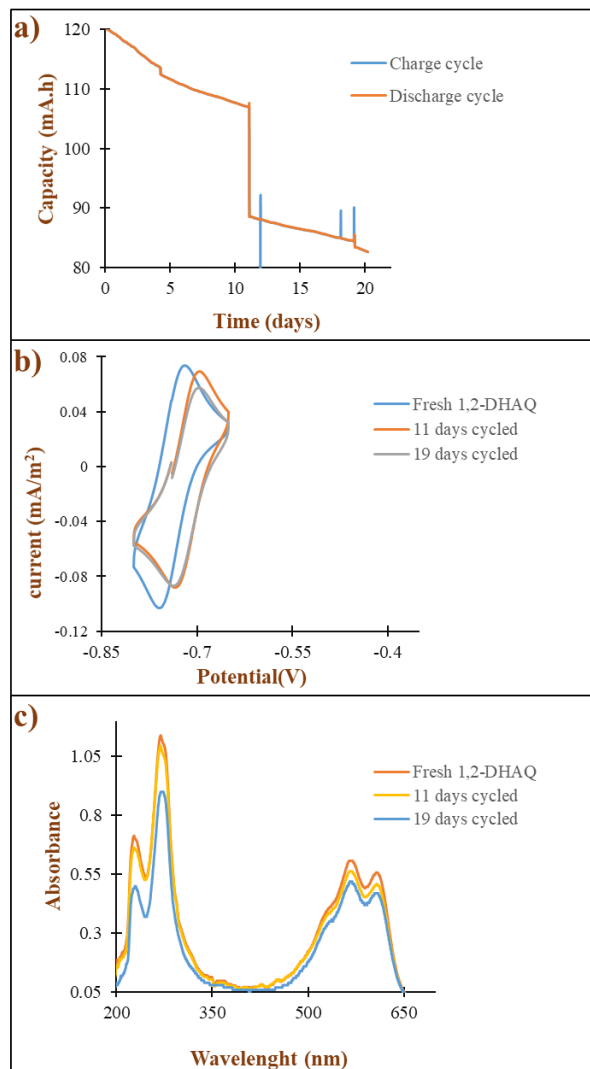 a)
120
110
100
90
80
Capacity (mA.h)
0
5
10
15
20
Time (days)
Charge cycle
Discharge cycle
b)
0.08
0.04
0
-0.04
-0.08
-0.12
current (mA/m²)
-0.85
-0.7
-0.55
-0.4
Potential(V)
Fresh 1,2-DHAQ
11 days cycled
19 days cycled
c)
1.05
0.8
0.55
0.3
0.05
Absorbance
200
350
500
650
Wavelenght (nm)
Fresh 1,2-DHAQ
11 days cycled
19 days cycled